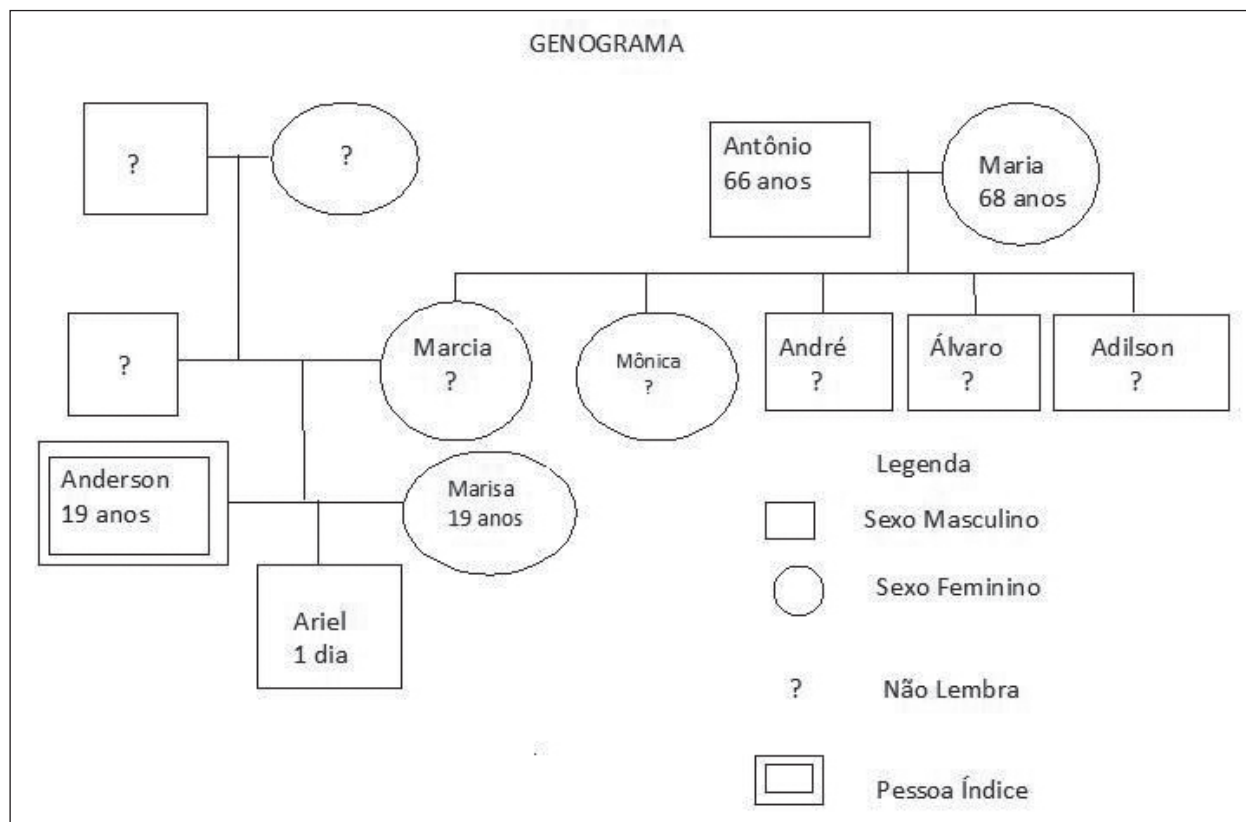 GENOGRAMA
?
?
Antônio
66 anos
Maria
68 anos
?
Marcia
?
Mônica
?
André
?
Álvaro
?
Adilson
?
Anderson
19 anos
Marisa
19 anos
Ariel
1 dia
Legenda
Sexo Masculino
Sexo Feminino
? Não Lembra
Pessoa Índice